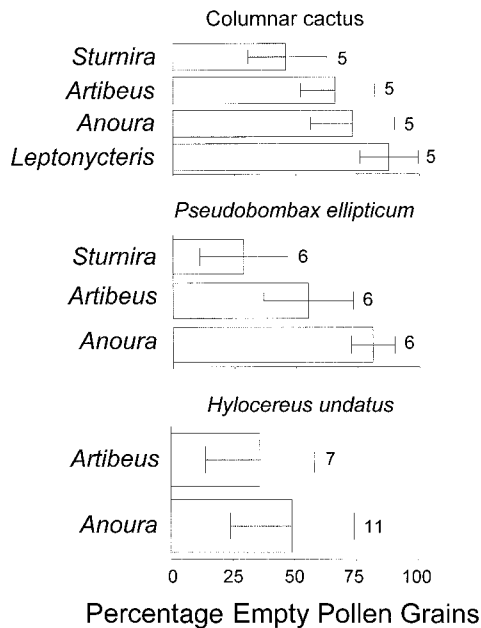 Columnar cactus
Sturnira 5
Artibeus 5
Anoura 5
Leptonycteris 5
Pseudobombax ellipticum
Sturnira 6
Artibeus 6
Anoura 6
Hylocereus undatus
Artibeus 7
Anoura 11
0 25 50 75 100
Percentage Empty Pollen Grains